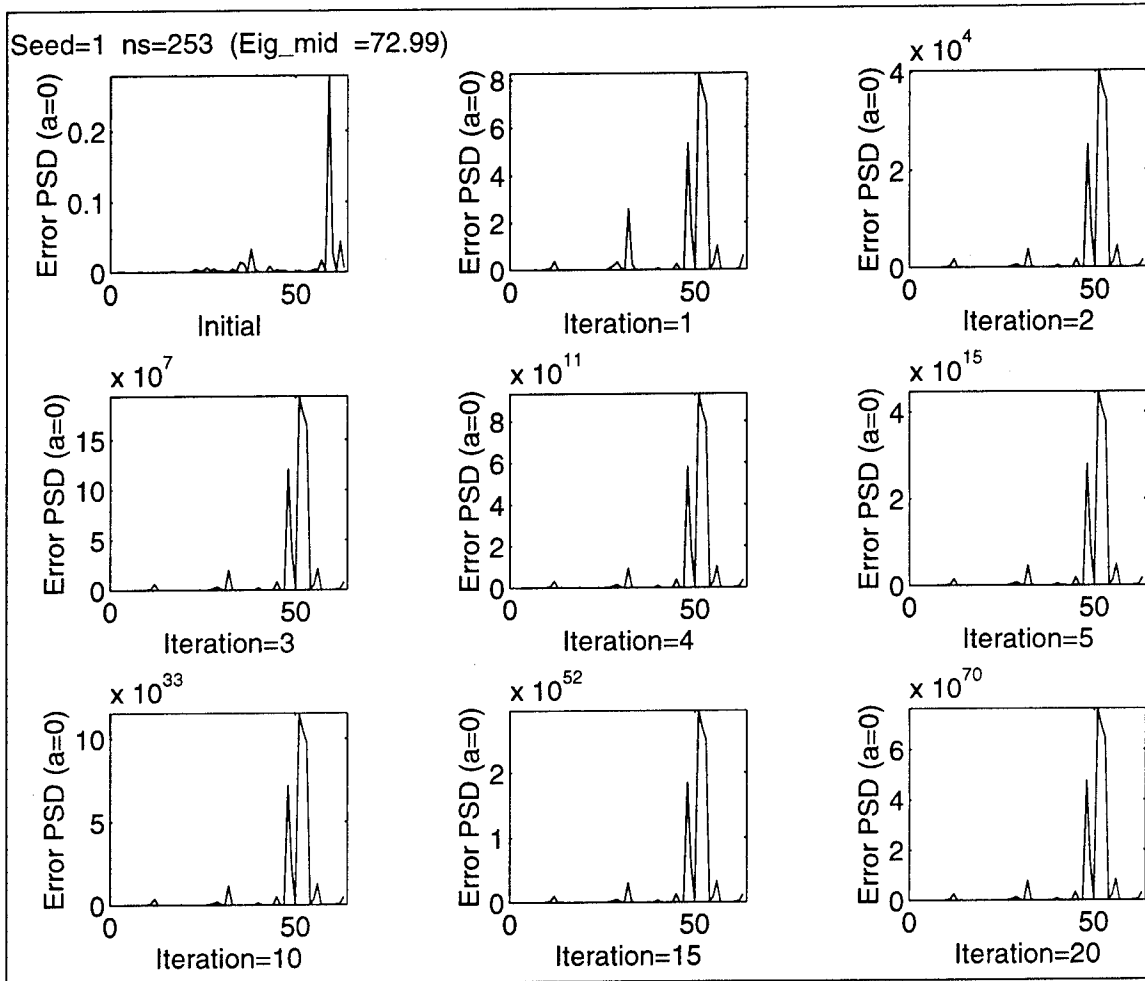 Seed=1 ns=253 (Eig_mid =72.99)
Error PSD (a=0)
0.2
0.1
0
0 50
Initial
Error PSD (a=0)
8
6
4
2
0
0 50
Iteration=1
x 10^4
Error PSD (a=0)
4
2
0
0 50
Iteration=2
x 10^7
Error PSD (a=0)
15
10
5
0
0 50
Iteration=3
x 10^11
Error PSD (a=0)
8
6
4
2
0
0 50
Iteration=4
x 10^15
Error PSD (a=0)
4
2
0
0 50
Iteration=5
x 10^33
Error PSD (a=0)
10
5
0
0 50
Iteration=10
x 10^52
Error PSD (a=0)
2
1
0
0 50
Iteration=15
x 10^70
Error PSD (a=0)
6
4
2
0
0 50
Iteration=20